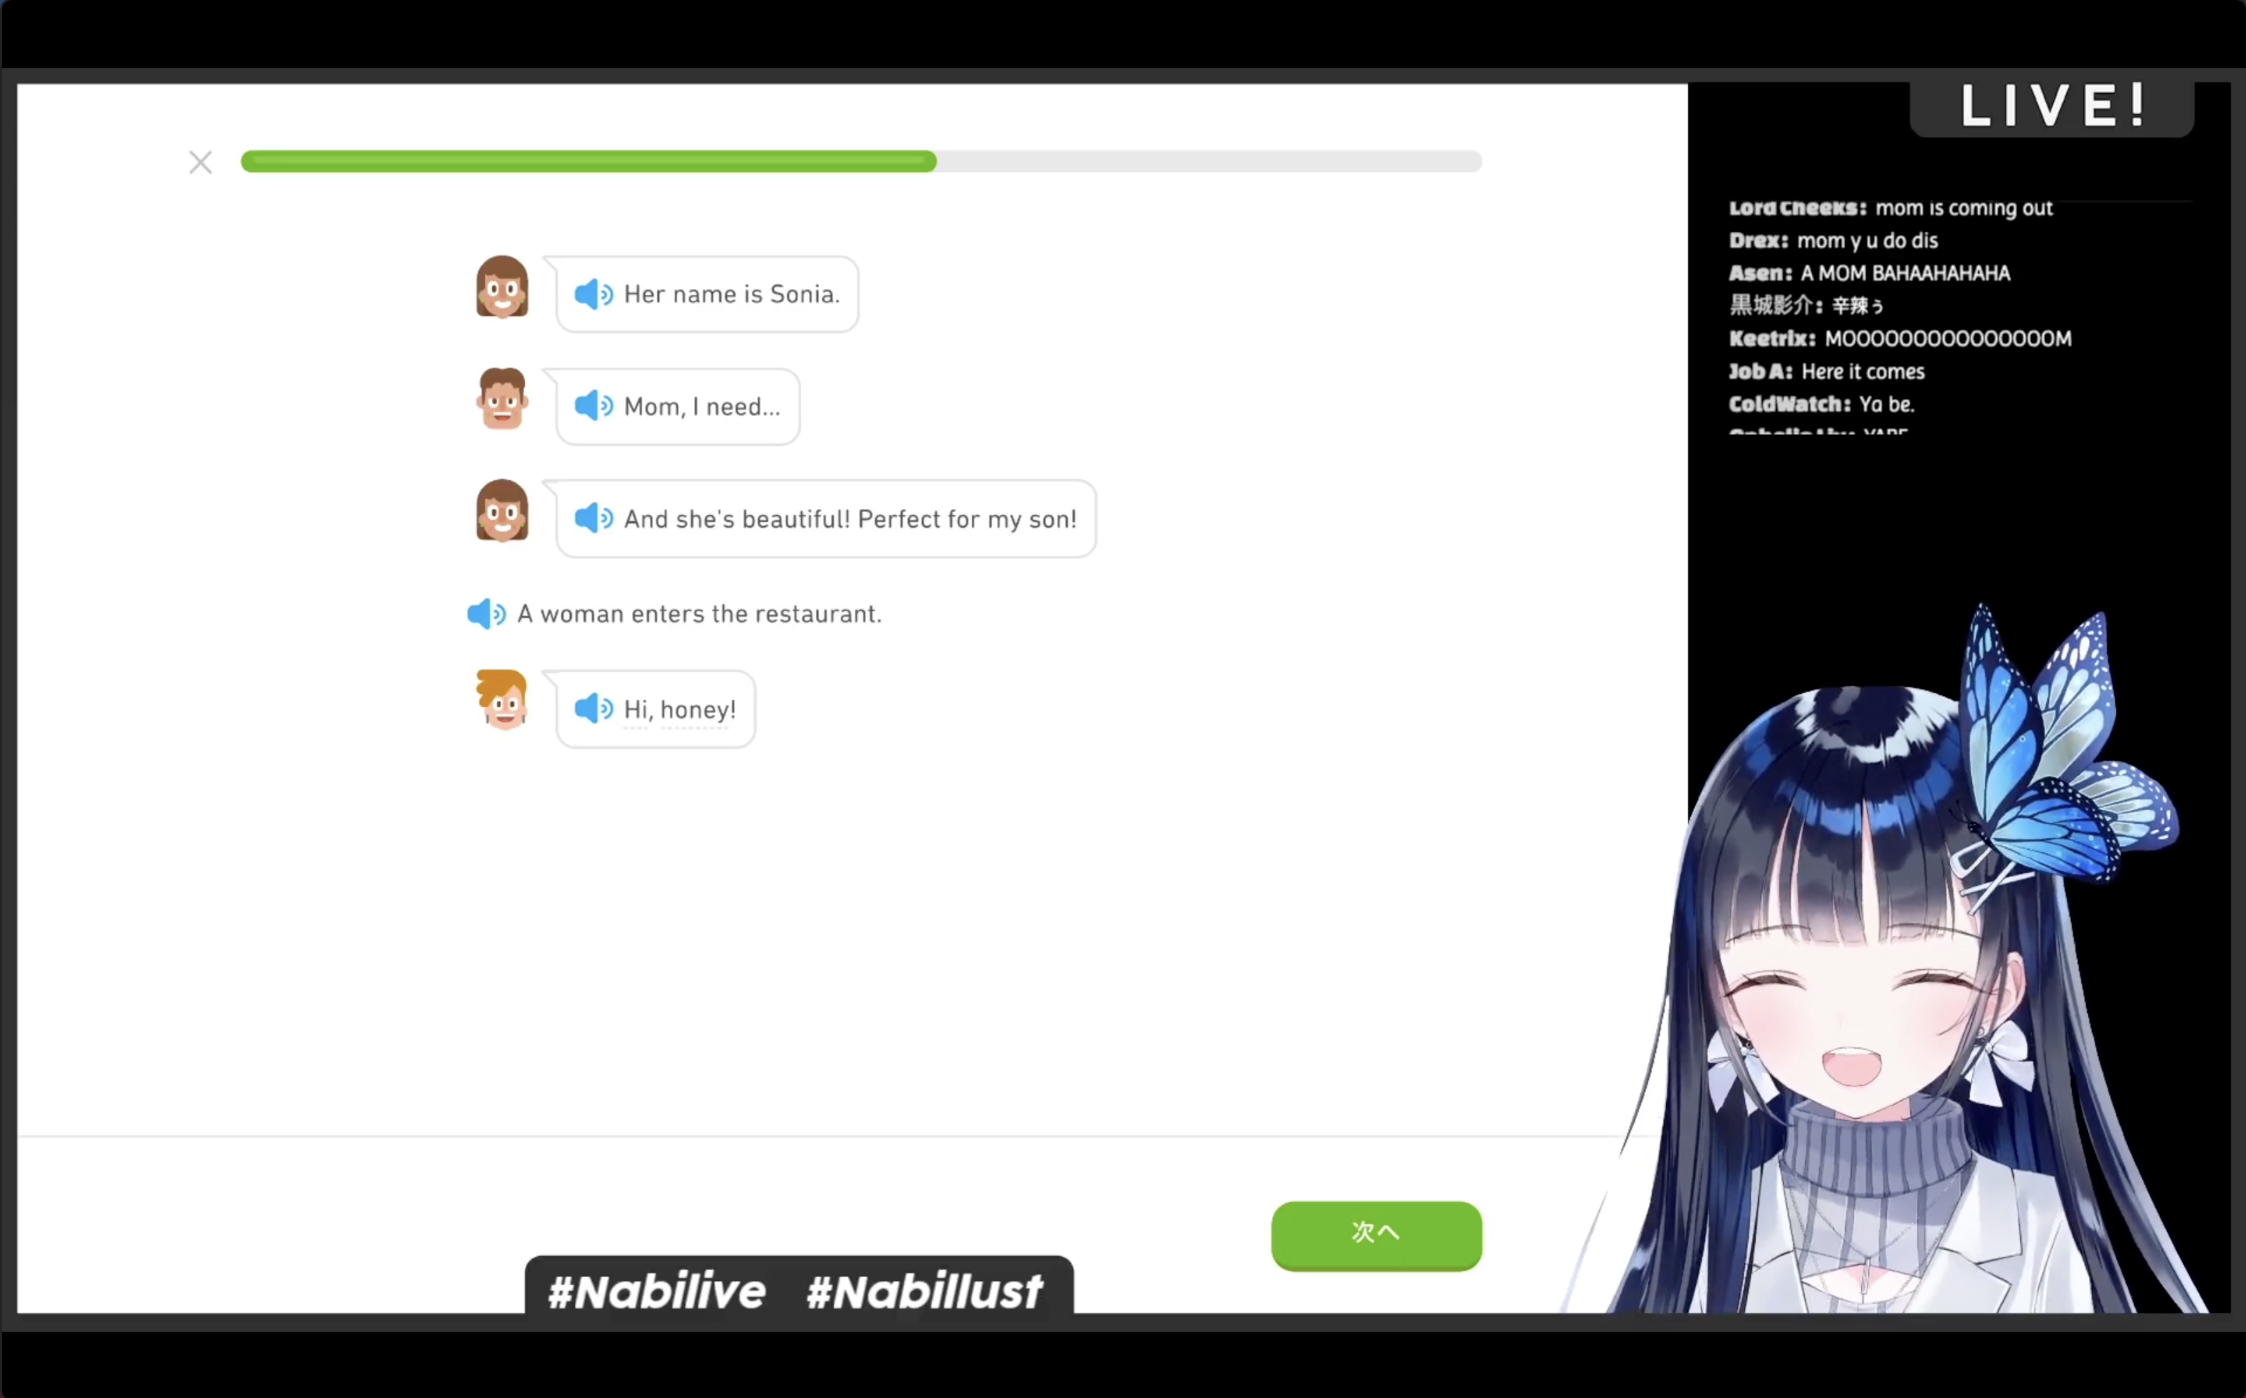 LIVE!
Her name is Sonia.
Mom, I need...
And she's beautiful! Perfect for my son!
A woman enters the restaurant.
Hi, honey!
次へ
#Nabilive #Nabillust
Lord Cheeks: mom is coming out
Drex: mom y u do dis
Asen: A MOM BAHAAHAHAHA
黒城影介: 辛辣ぅ
Keetrix: MOOOOOOOOOOOOOOOOM
Job A: Here it comes
ColdWatch: Ya be.